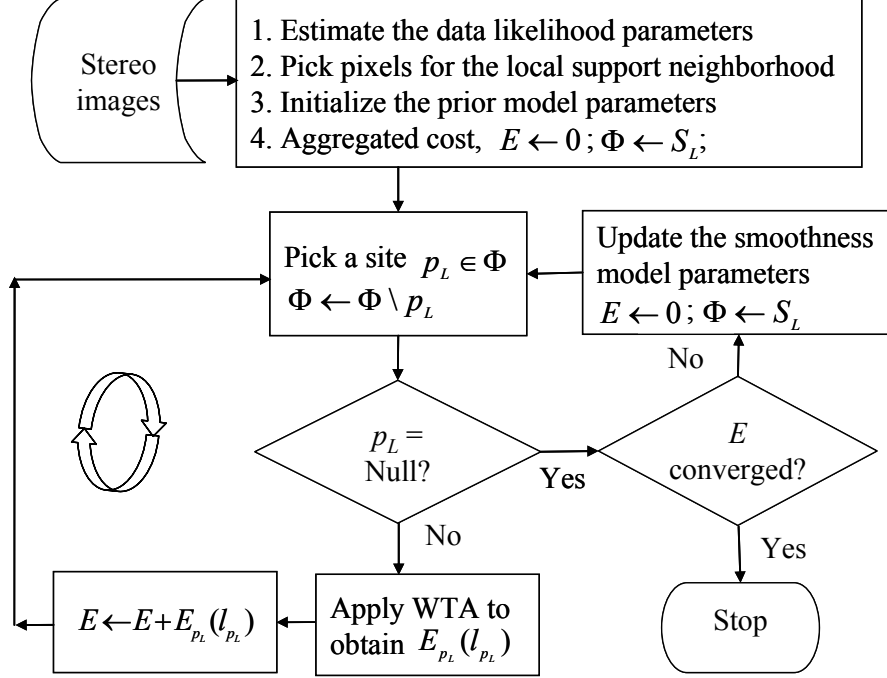 Stereo
images
1. Estimate the data likelihood parameters
2. Pick pixels for the local support neighborhood
3. Initialize the prior model parameters
4. Aggregated cost, E ← 0 ; Φ ← S_L;
Pick a site p_L ∈ Φ
Φ ← Φ \ p_L
Update the smoothness
model parameters
E ← 0 ; Φ ← S_L
No
p_L =
Null?
Yes
E
converged?
No
Yes
Apply WTA to
obtain E_{p_L}(l_{p_L})
E ← E + E_{p_L}(l_{p_L})
Stop